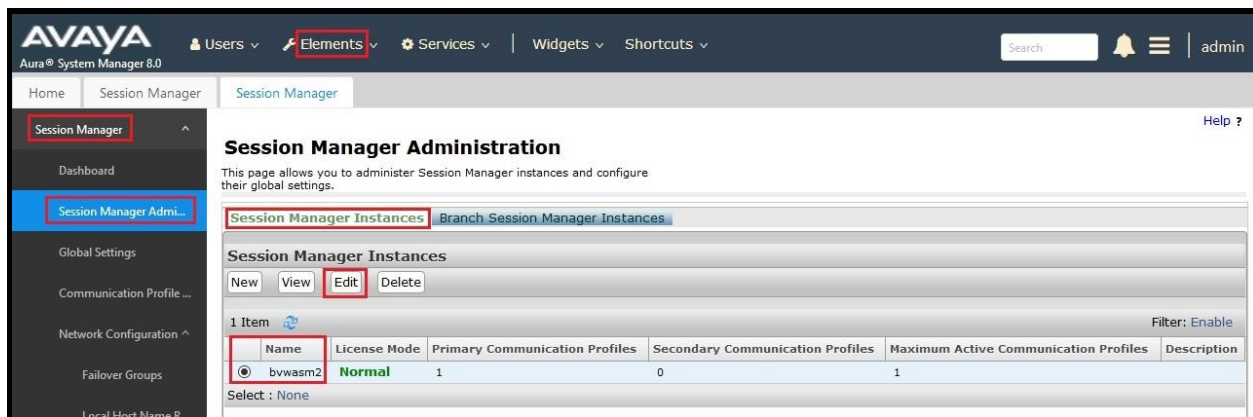 AVAYA
Aura® System Manager 8.0
Users Elements Services | Widgets Shortcuts
Search
admin
Home Session Manager Session Manager
Help ?
Session Manager
Dashboard
Session Manager Admi...
Global Settings
Communication Profile ...
Network Configuration
Failover Groups
Local Host Name R
Session Manager Administration
This page allows you to administer Session Manager instances and configure
their global settings.
Session Manager Instances Branch Session Manager Instances
Session Manager Instances
New View Edit Delete
1 Item
Filter: Enable
Name License Mode Primary Communication Profiles Secondary Communication Profiles Maximum Active Communication Profiles Description
bvwasm2 Normal 1 0 1
Select : None